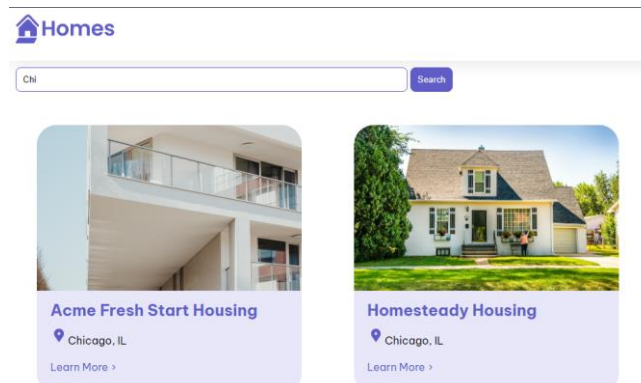 Homes
Chi
Search
Acme Fresh Start Housing
Chicago, IL
Learn More >
Homesteady Housing
Chicago, IL
Learn More >